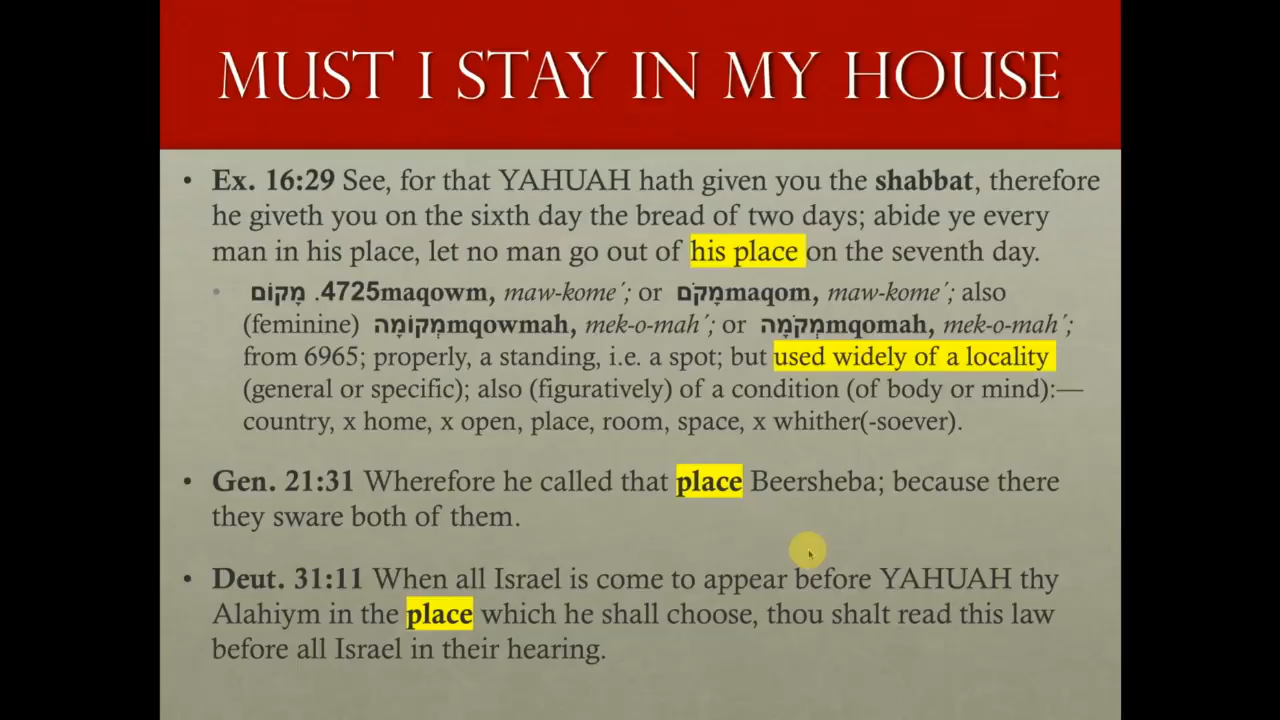 MUST I STAY IN MY HOUSE
• Ex. 16:29 See, for that YAHUAH hath given you the shabbat, therefore
he giveth you on the sixth day the bread of two days; abide ye every
man in his place, let no man go out of his place on the seventh day.
• מָקוֹם .4725maqowm, maw-kome´; or מָקֹםmaqom, maw-kome´; also
(feminine) מְקוֹמָהmqowmah, mek-o-mah´; or מְקֹמָהmqomah, mek-o-mah´;
from 6965; properly, a standing, i.e. a spot; but used widely of a locality
(general or specific); also (figuratively) of a condition (of body or mind):—
country, x home, x open, place, room, space, x whither(-soever).
• Gen. 21:31 Wherefore he called that place Beersheba; because there
they sware both of them.
• Deut. 31:11 When all Israel is come to appear before YAHUAH thy
Alahiym in the place which he shall choose, thou shalt read this law
before all Israel in their hearing.